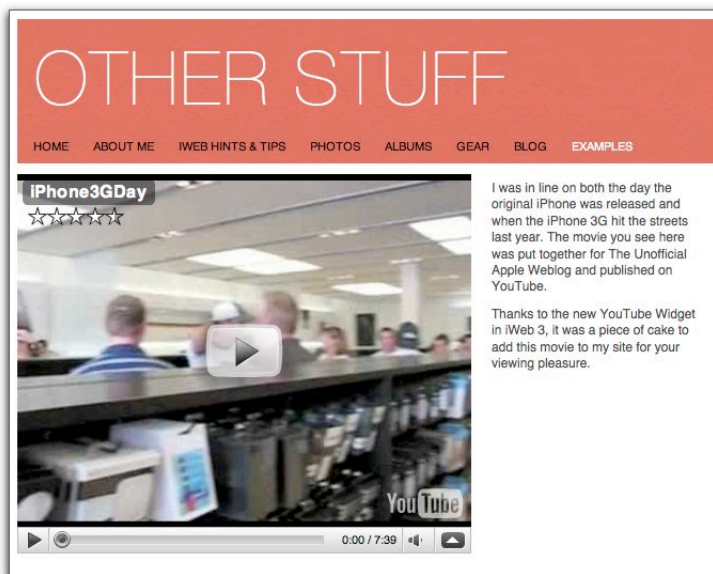 OTHER STUFF
HOME ABOUT ME IWEB HINTS & TIPS PHOTOS ALBUMS GEAR BLOG EXAMPLES
iPhone3GDay
YouTube
0:00 / 7:39
I was in line on both the day the
original iPhone was released and
when the iPhone 3G hit the streets
last year. The movie you see here
was put together for The Unofficial
Apple Weblog and published on
YouTube.
Thanks to the new YouTube Widget
in iWeb 3, it was a piece of cake to
add this movie to my site for your
viewing pleasure.